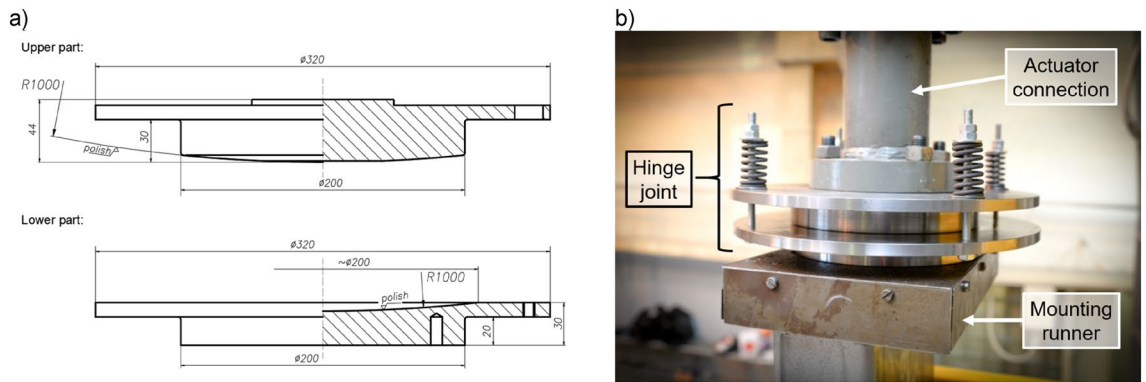 a)
Upper part:
ø320
R1000
44
30
polish
ø200
Lower part:
ø320
~ø200
R1000
polish
20
30
ø200
b)
Actuator
connection
Hinge
joint
Mounting
runner